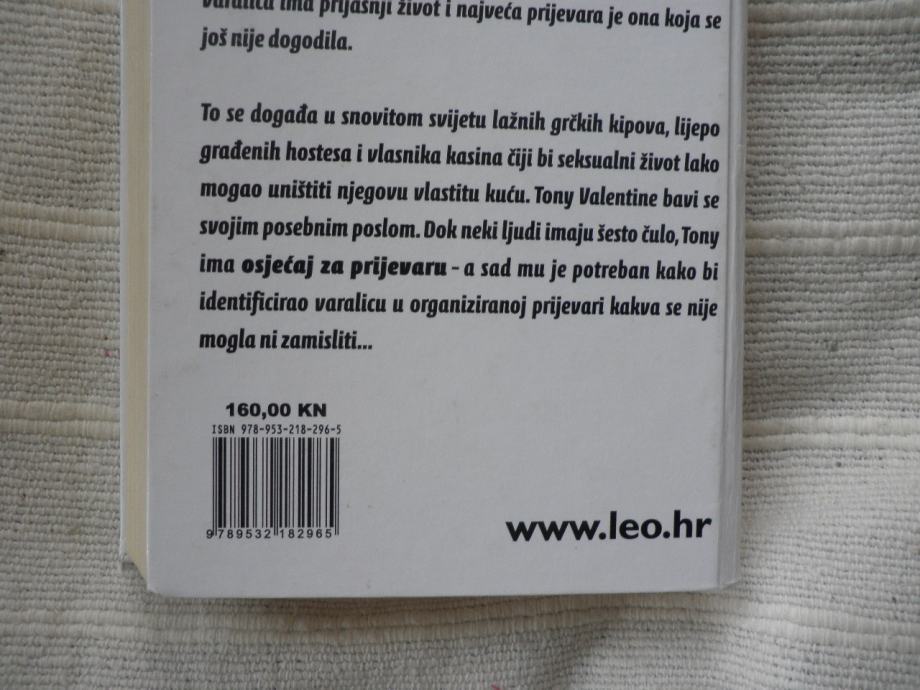 varalica ima prijašnji život i najveća prijevara je ona koja se
još nije dogodila.
To se događa u snovitom svijetu lažnih grčkih kipova, lijepo
građenih hostesa i vlasnika kasina čiji bi seksualni život lako
mogao uništiti njegovu vlastitu kuću. Tony Valentine bavi se
svojim posebnim poslom. Dok neki ljudi imaju šesto čulo, Tony
ima osjećaj za prijevaru - a sad mu je potreban kako bi
identificirao varalicu u organiziranoj prijevari kakva se nije
mogla ni zamisliti...
160,00 KN
ISBN 978-953-218-296-5
9 789532 182965
www.leo.hr